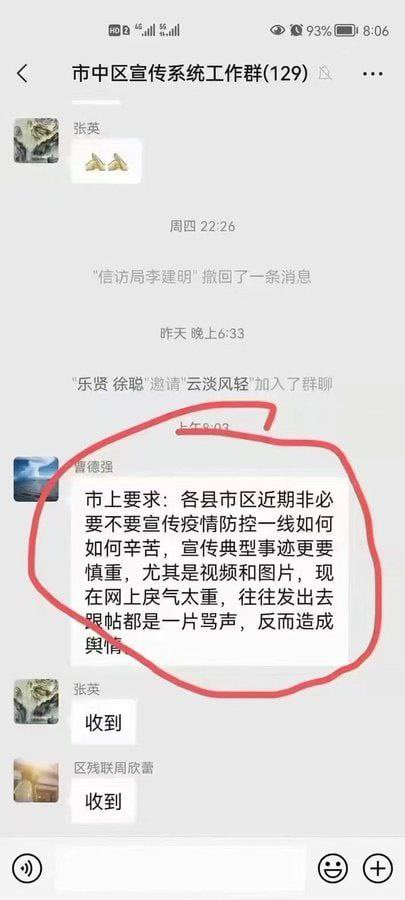 HD 2 4G 5G 93% 8:06
市中区宣传系统工作群(129)
张英
周四 22:26
"信访局李建明" 撤回了一条消息
昨天 晚上6:33
"乐贤 徐聪"邀请"云淡风轻"加入了群聊
上午8:03
曹德强
市上要求：各县市区近期非必
要不要宣传疫情防控一线如何
如何辛苦，宣传典型事迹更要
慎重，尤其是视频和图片，现
在网上戾气太重，往往发出去
跟帖都是一片骂声，反而造成
舆情
张英
收到
区残联周欣蕾
收到